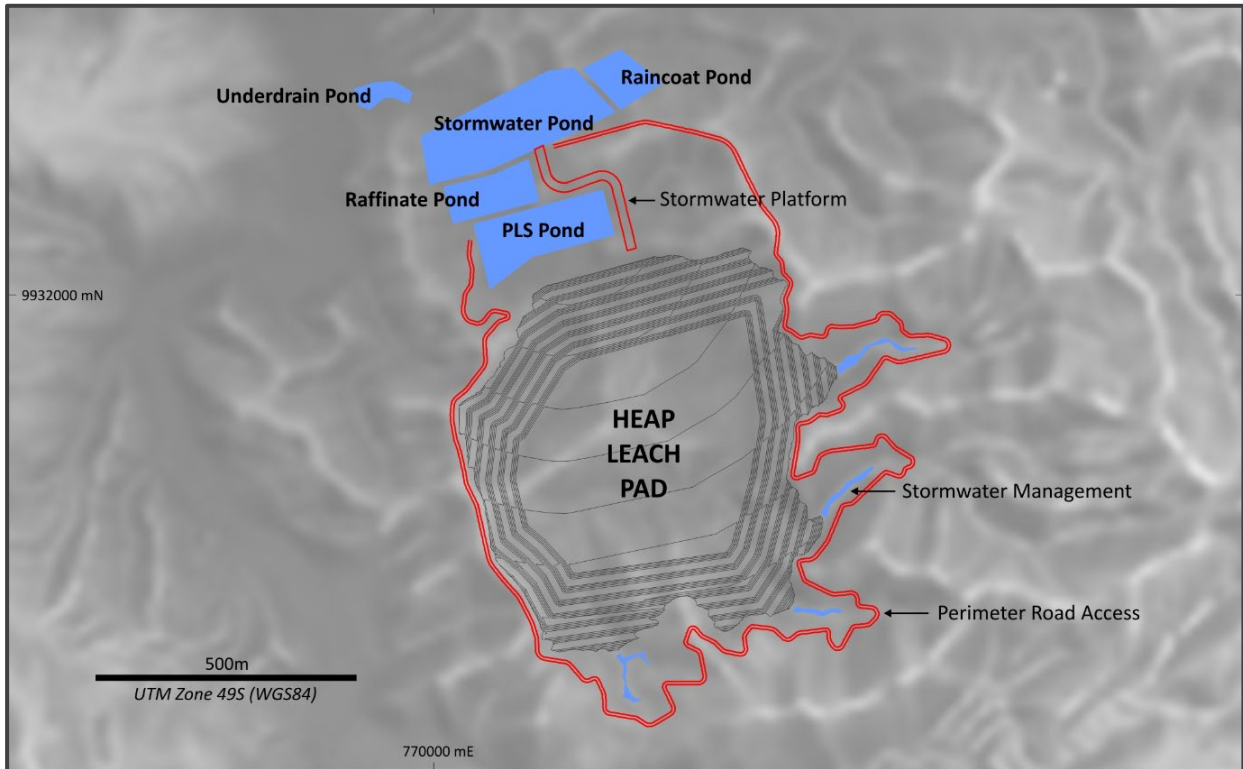 Raincoat Pond
Underdrain Pond
Stormwater Pond
Raffinate Pond
Stormwater Platform
PLS Pond
9932000 mN
HEAP
LEACH
PAD
Stormwater Management
Perimeter Road Access
500m
UTM Zone 49S (WGS84)
770000 mE